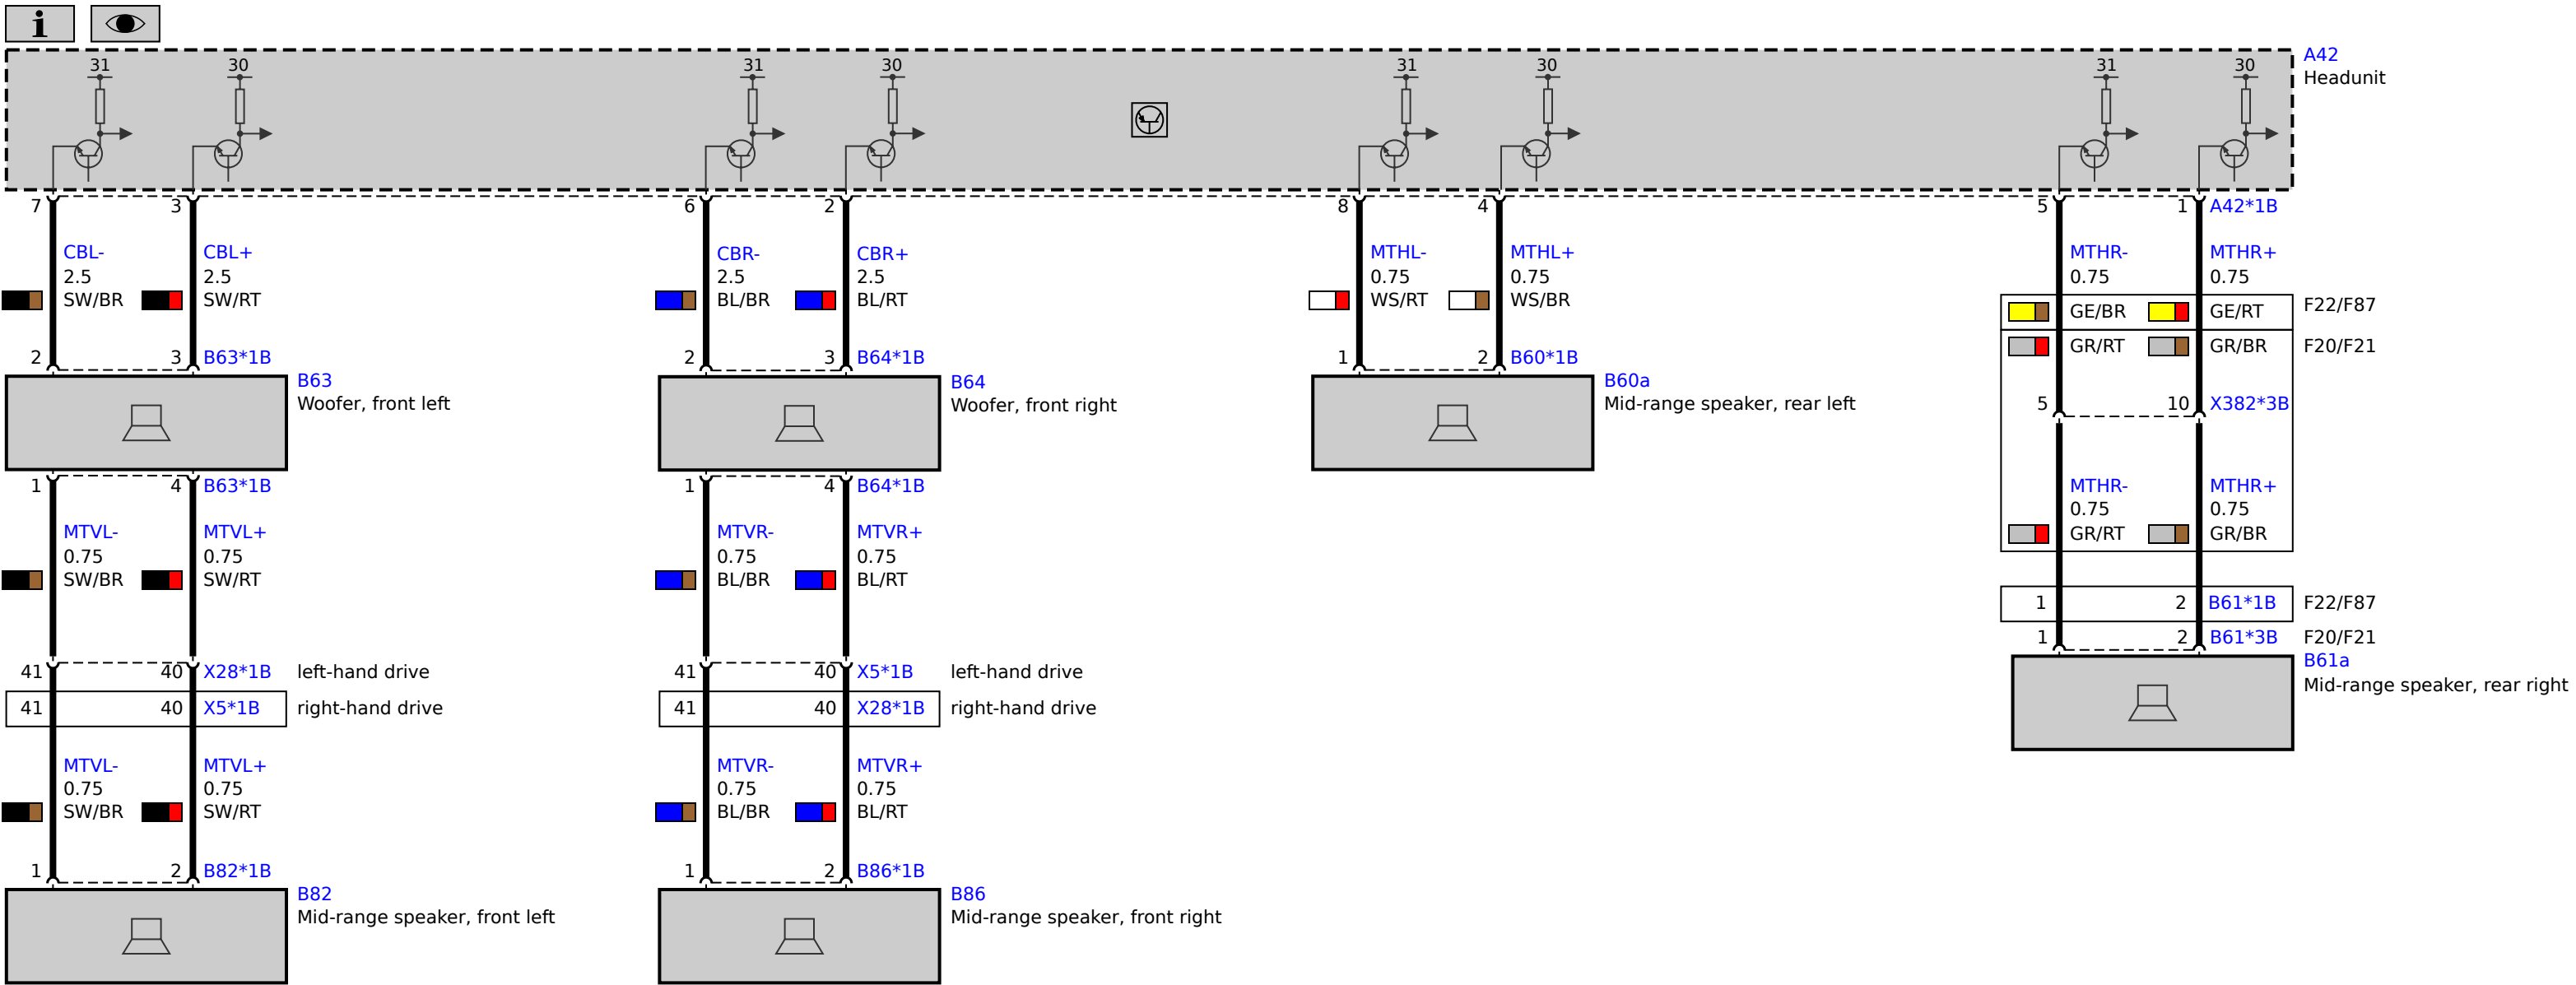 i
31 30 31 30 31 30 31 30
A42
Headunit
7 3 6 2 8 4 5 1 A42*1B
CBL- CBL+ CBR- CBR+ MTHL- MTHL+ MTHR- MTHR+
2.5 2.5 2.5 2.5 0.75 0.75 0.75 0.75
SW/BR SW/RT BL/BR BL/RT WS/RT WS/BR
GE/BR GE/RT F22/F87
GR/RT GR/BR F20/F21
2 3 B63*1B 2 3 B64*1B 1 2 B60*1B
B63
Woofer, front left
B64
Woofer, front right
B60a
Mid-range speaker, rear left
5 10 X382*3B
1 4 B63*1B 1 4 B64*1B
MTHR- MTHR+
0.75 0.75
GR/RT GR/BR
MTVL- MTVL+ MTVR- MTVR+
0.75 0.75 0.75 0.75
SW/BR SW/RT BL/BR BL/RT
1 2 B61*1B F22/F87
1 2 B61*3B F20/F21
B61a
Mid-range speaker, rear right
41 40 X28*1B left-hand drive 41 40 X5*1B left-hand drive
41 40 X5*1B right-hand drive 41 40 X28*1B right-hand drive
MTVL- MTVL+ MTVR- MTVR+
0.75 0.75 0.75 0.75
SW/BR SW/RT BL/BR BL/RT
1 2 B82*1B 1 2 B86*1B
B82
Mid-range speaker, front left
B86
Mid-range speaker, front right